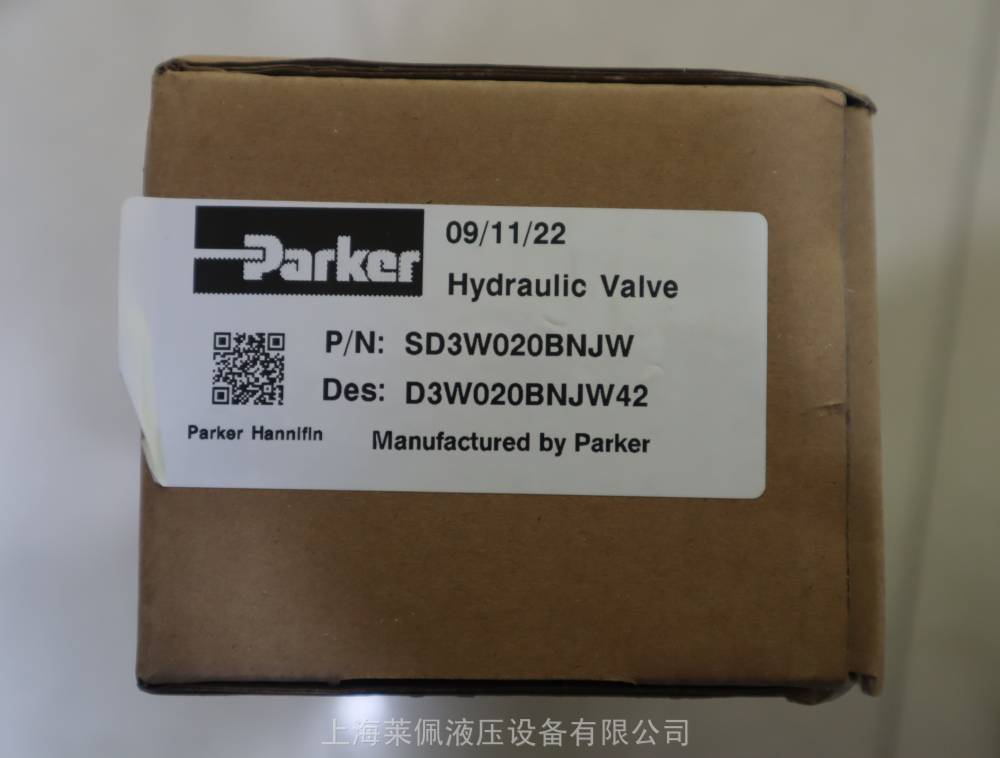 Parker
09/11/22
Hydraulic Valve
P/N: SD3W020BNJW
Des: D3W020BNJW42
Parker Hannifin
Manufactured by Parker
上海莱佩液压设备有限公司